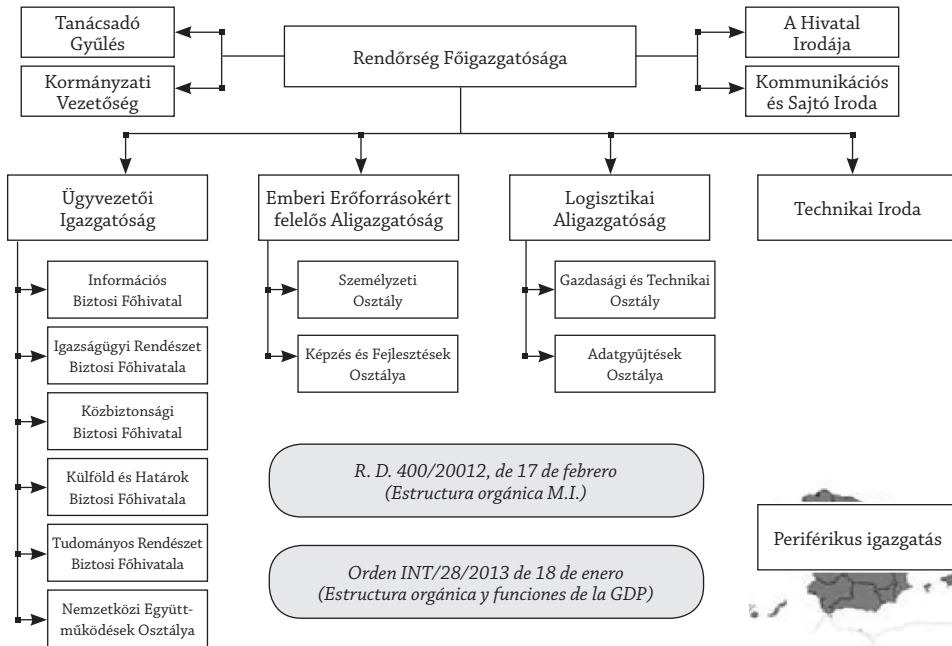 Tanácsadó
Gyűlés
Kormányzati
Vezetőség
Rendőrség Főigazgatósága
A Hivatal
Irodája
Kommunikációs
és Sajtó Iroda
Ügyvezetői
Igazgatóság
Emberi Erőforrásokért
felelős Aligazgatóság
Logisztikai
Aligazgatóság
Technikai Iroda
Információs
Biztosi Főhivatal
Igazságügyi Rendészet
Biztosi Főhivatala
Közbiztonsági
Biztosi Főhivatal
Külföld és Határok
Biztosi Főhivatala
Tudományos Rendészet
Biztosi Főhivatala
Nemzetközi Együtt-
működések Osztálya
Személyzeti
Osztály
Képzés és Fejlesztések
Osztálya
Gazdasági és Technikai
Osztály
Adatgyűjtések
Osztálya
R. D. 400/20012, de 17 de febrero
(Estructura orgánica M.I.)
Orden INT/28/2013 de 18 de enero
(Estructura orgánica y funciones de la GDP)
Periférikus igazgatás